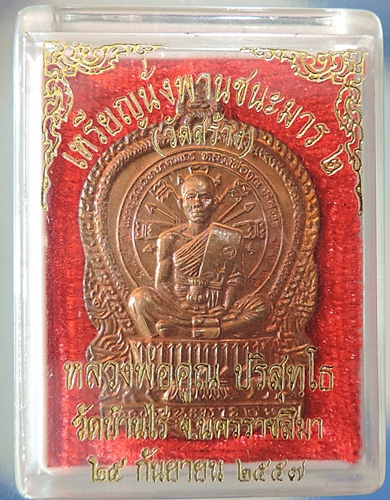 เหรียญนั่งพานชนะมาร ๒
(วัดสร้าง)
หลวงพ่อคูณ ปริสุทฺโธ
วัดบ้านไร่ จ.นครราชสีมา
๒๕ กันยายน ๒๕๕๗